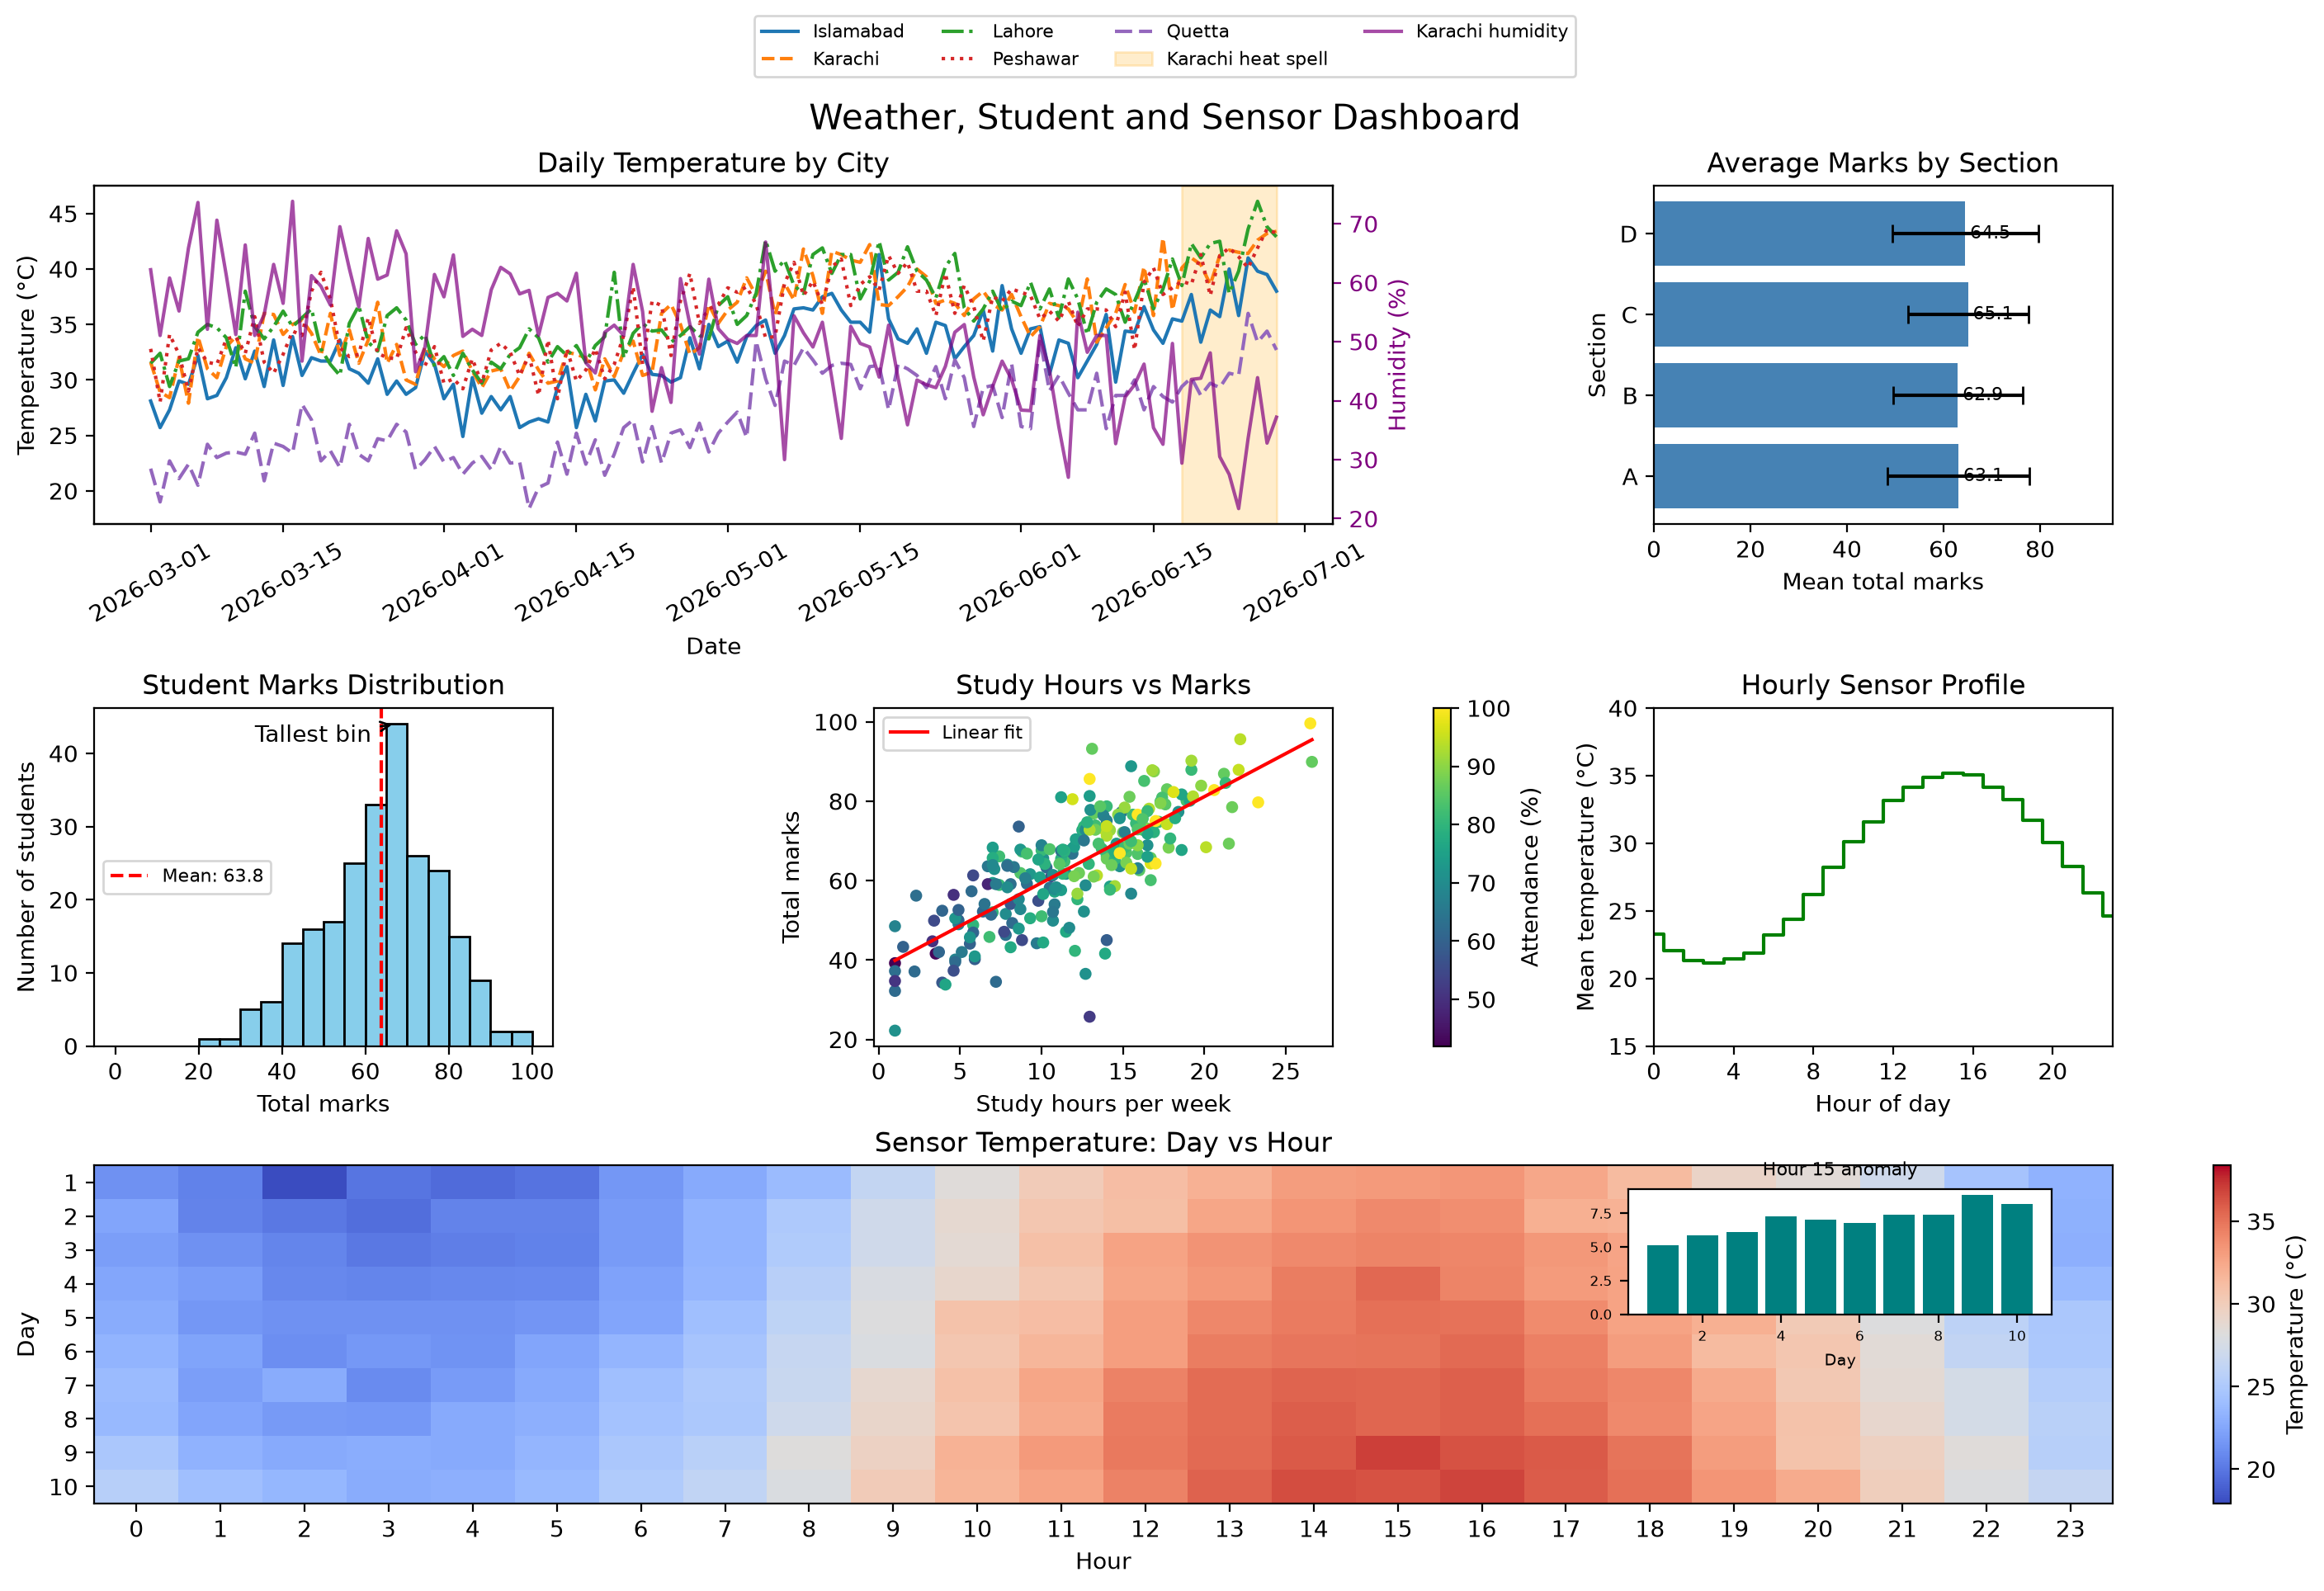 Islamabad
Karachi
Lahore
Peshawar
Quetta
Karachi heat spell
Karachi humidity
Weather, Student and Sensor Dashboard
Daily Temperature by City
Temperature (°C)
45
40
35
30
25
20
70
60
50
40
30
20
Humidity (%)
2026-03-01
2026-03-15
2026-04-01
2026-04-15
2026-05-01
2026-05-15
2026-06-01
2026-06-15
2026-07-01
Date
Average Marks by Section
Section
D
C
B
A
64.5
65.1
62.9
63.1
0 20 40 60 80
Mean total marks
Student Marks Distribution
Number of students
40
30
20
10
0
Tallest bin
Mean: 63.8
0 20 40 60 80 100
Total marks
Study Hours vs Marks
Total marks
100
80
60
40
20
Linear fit
0 5 10 15 20 25
Study hours per week
100
90
80
70
60
50
Attendance (%)
Hourly Sensor Profile
Mean temperature (°C)
40
35
30
25
20
15
0 4 8 12 16 20
Hour of day
Sensor Temperature: Day vs Hour
Day
1
2
3
4
5
6
7
8
9
10
0 1 2 3 4 5 6 7 8 9 10 11 12 13 14 15 16 17 18 19 20 21 22 23
Hour
Hour 15 anomaly
7.5
5.0
2.5
0.0
2 4 6 8 10
Day
35
30
25
20
Temperature (°C)